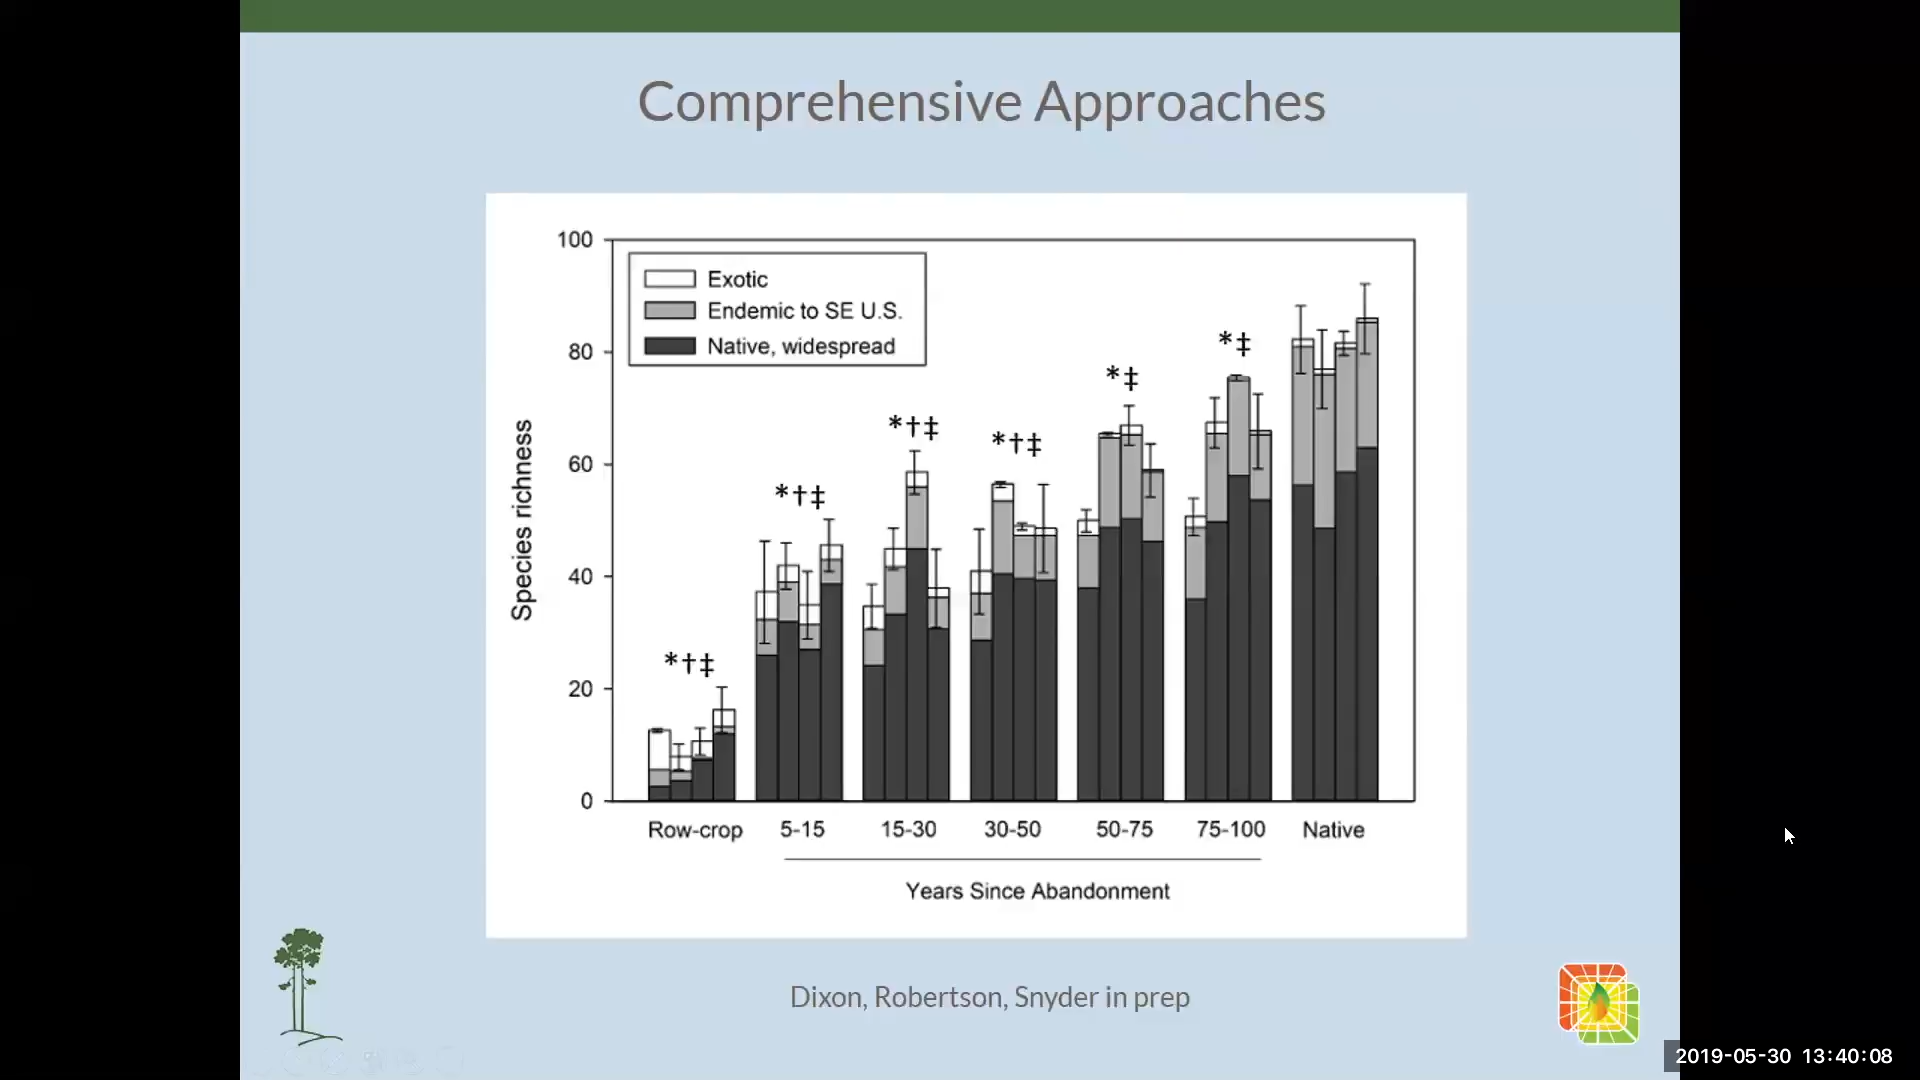 Comprehensive Approaches
100
80
60
40
20
0
Species richness
Exotic
Endemic to SE U.S.
Native, widespread
*†‡
*†‡
*†‡
*†‡
*‡
*‡
Row-crop 5-15 15-30 30-50 50-75 75-100 Native
Years Since Abandonment
Dixon, Robertson, Snyder in prep
2019-05-30 13:40:08